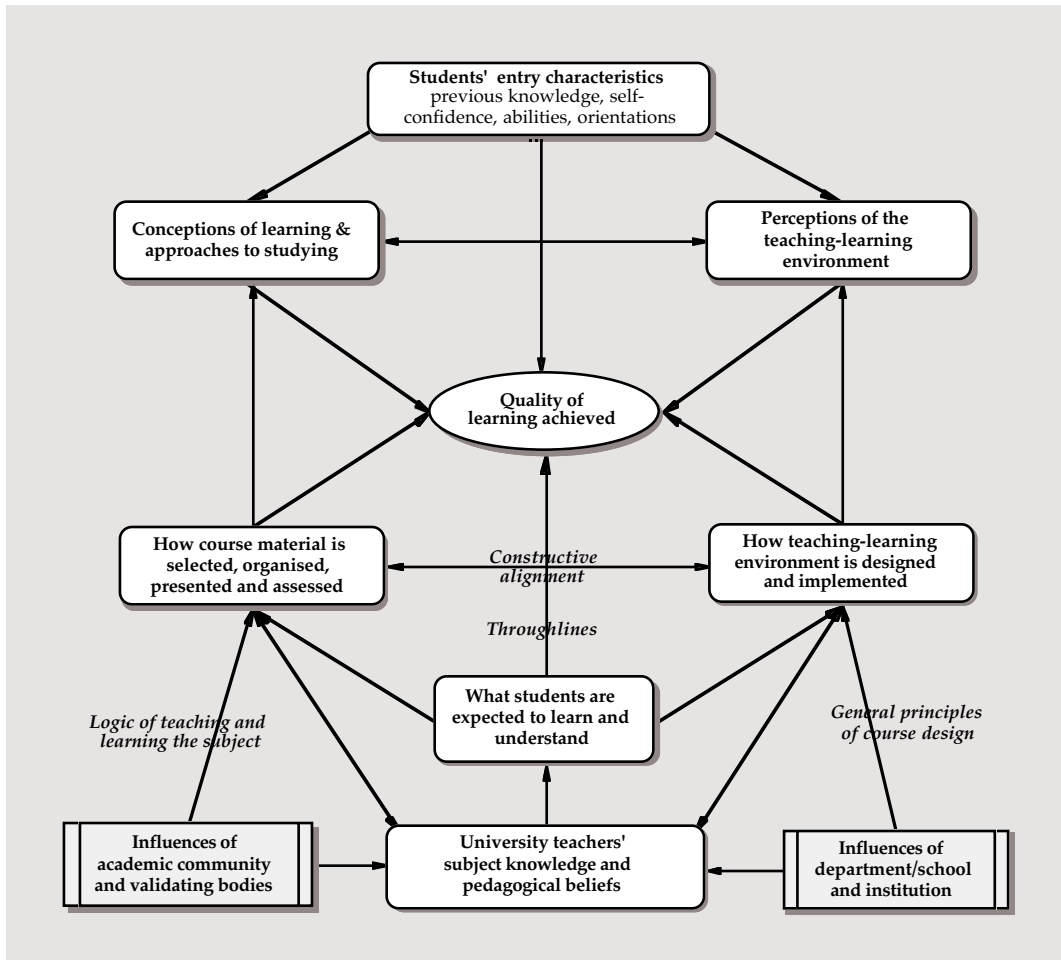 Students' entry characteristics
previous knowledge, self-
confidence, abilities, orientations
Conceptions of learning &
approaches to studying
Perceptions of the
teaching-learning
environment
Quality of
learning achieved
How course material is
selected, organised,
presented and assessed
Constructive
alignment
How teaching-learning
environment is designed
and implemented
Throughlines
What students are
expected to learn and
understand
Logic of teaching and
learning the subject
General principles
of course design
Influences of
academic community
and validating bodies
University teachers'
subject knowledge and
pedagogical beliefs
Influences of
department/school
and institution